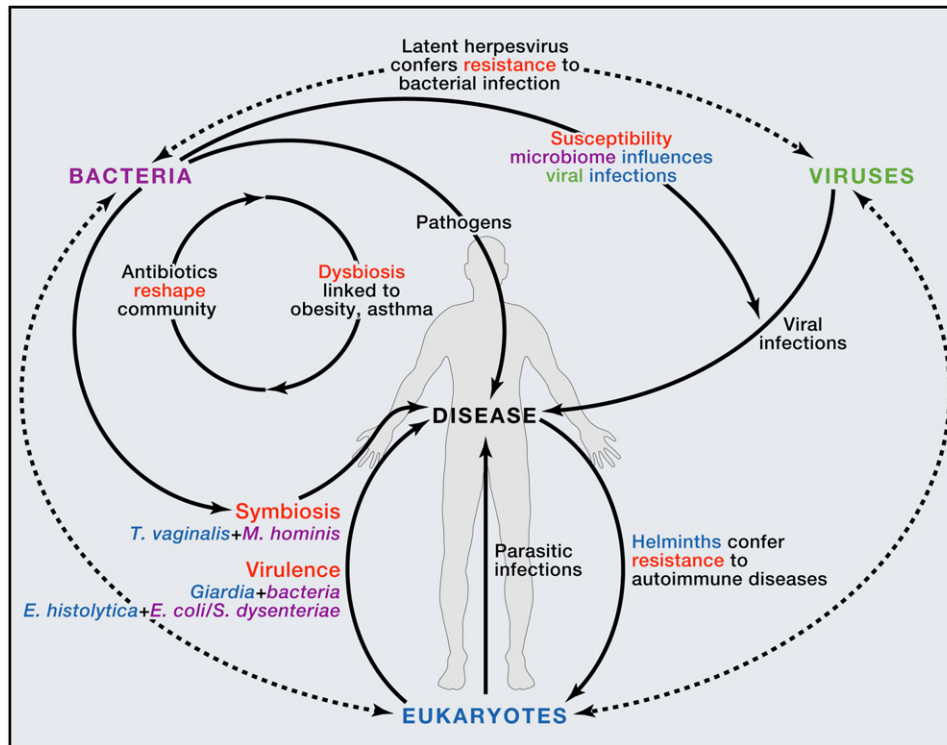 Latent herpesvirus
confers resistance to
bacterial infection
Susceptibility
microbiome influences
viral infections
BACTERIA
VIRUSES
Pathogens
Antibiotics
reshape
community
Dysbiosis
linked to
obesity, asthma
Viral
infections
DISEASE
Symbiosis
T. vaginalis+M. hominis
Virulence
Giardia+bacteria
E. histolytica+E. coli/S. dysenteriae
Parasitic
infections
Helminths confer
resistance to
autoimmune diseases
EUKARYOTES